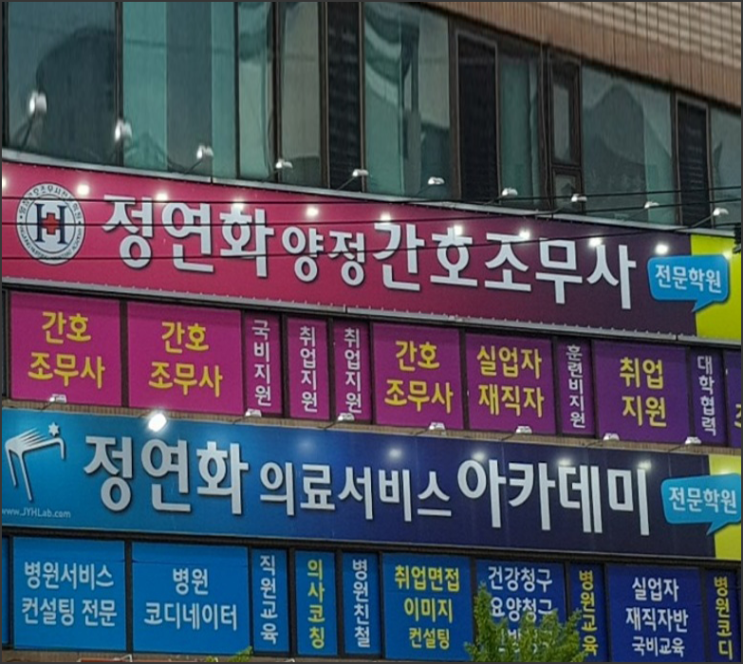 정연화 양정 간호조무사 전문학원
간호
조무사
간호
조무사
국비지원
취업지원
취업지원
간호
조무사
실업자
재직자
훈련비지원
취업
지원
대학협력
정연화 의료서비스 아카데미 전문학원
www.JYHLab.com
병원서비스
컨설팅 전문
병원
코디네이터
직원교육
의사코칭
병원친절
취업면접
이미지
컨설팅
건강청구
요양청구
병원교육
실업자
재직자반
국비교육
병원코디